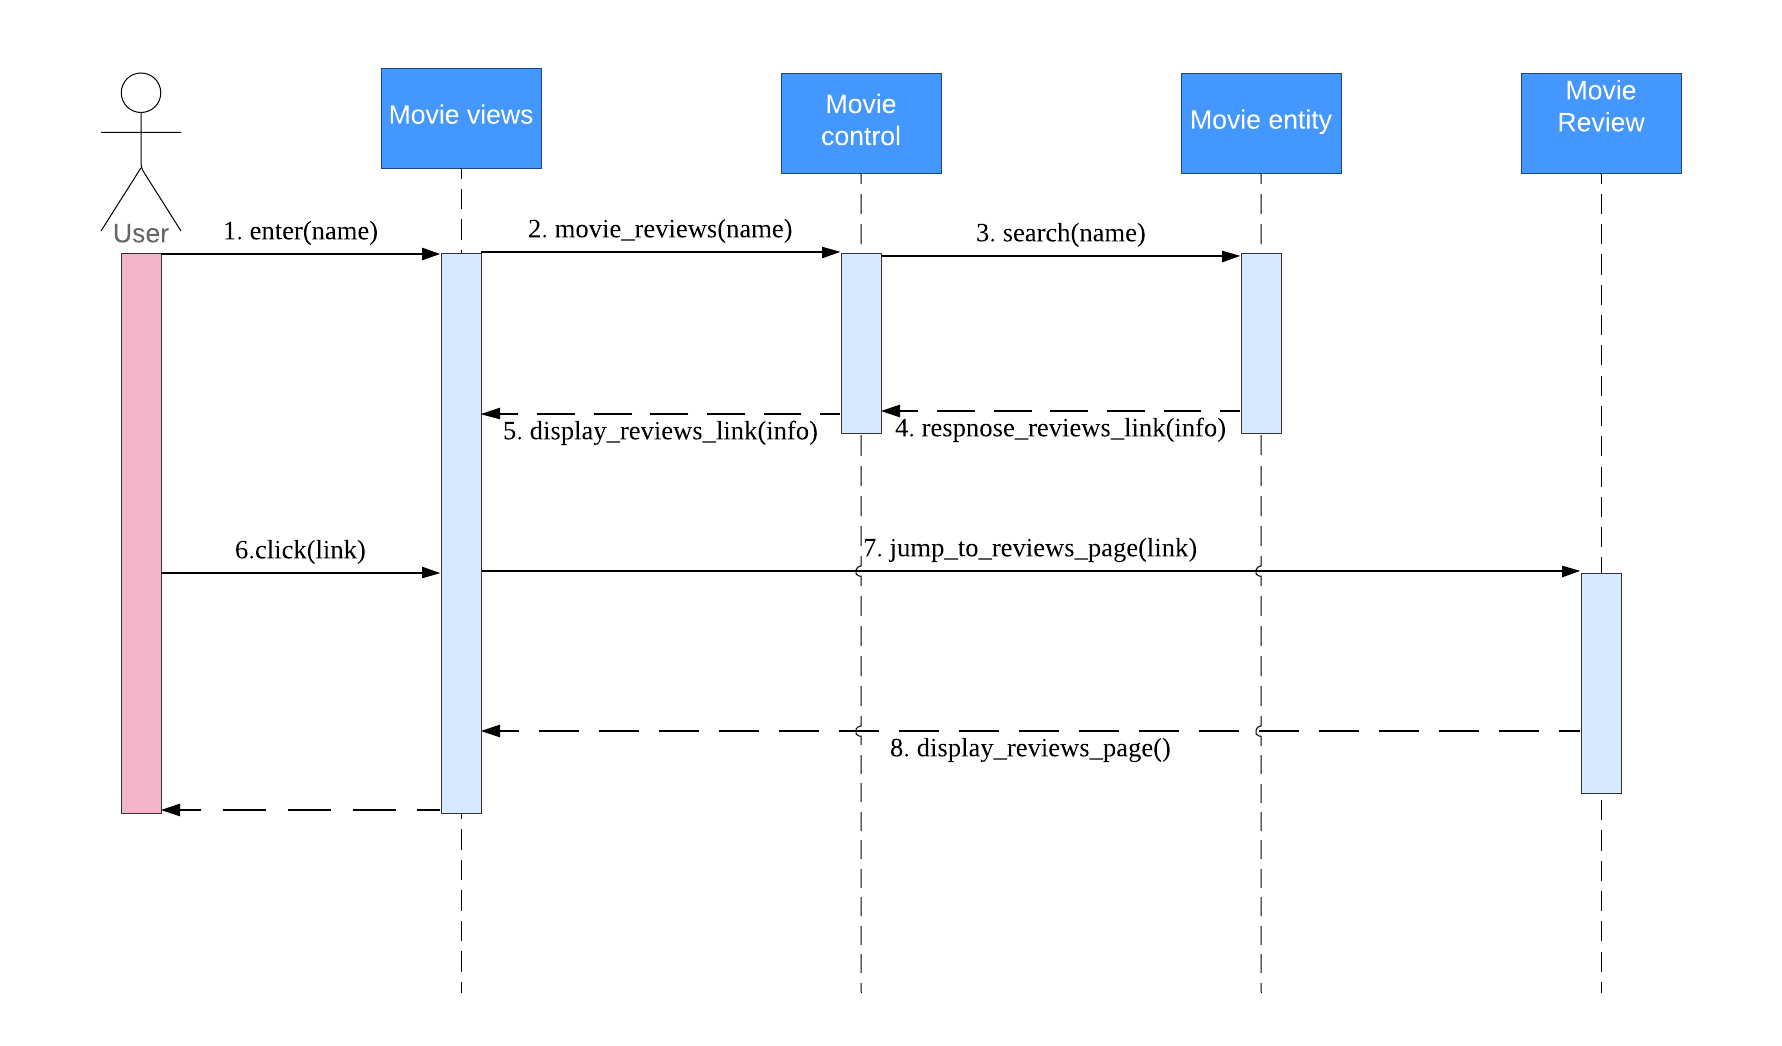 Movie views
Movie
control
Movie entity
Movie
Review
User
1. enter(name)
2. movie_reviews(name)
3. search(name)
5. display_reviews_link(info)
4. respnose_reviews_link(info)
6.click(link)
7. jump_to_reviews_page(link)
8. display_reviews_page()